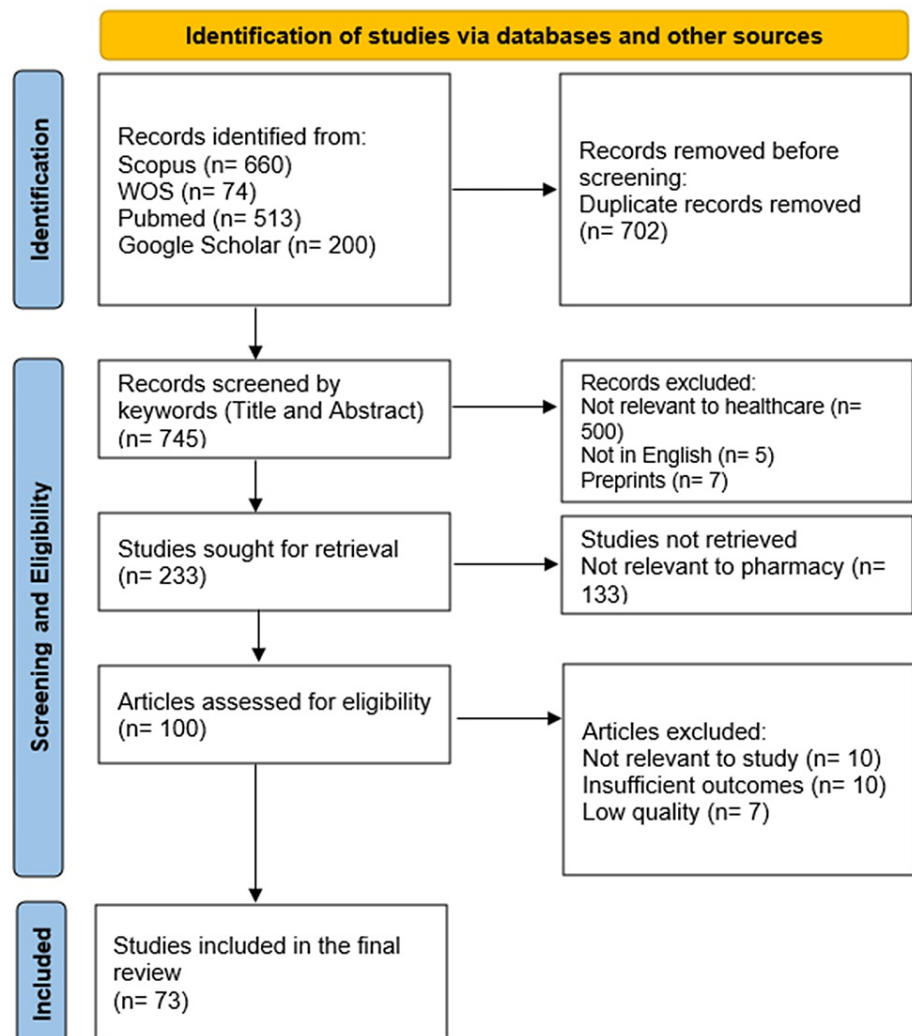 Identification of studies via databases and other sources
Identification
Records identified from:
Scopus (n= 660)
WOS (n= 74)
Pubmed (n= 513)
Google Scholar (n= 200)
Records removed before
screening:
Duplicate records removed
(n= 702)
Screening and Eligibility
Records screened by
keywords (Title and Abstract)
(n= 745)
Records excluded:
Not relevant to healthcare (n=
500)
Not in English (n= 5)
Preprints (n= 7)
Studies sought for retrieval
(n= 233)
Studies not retrieved
Not relevant to pharmacy (n=
133)
Articles assessed for eligibility
(n= 100)
Articles excluded:
Not relevant to study (n= 10)
Insufficient outcomes (n= 10)
Low quality (n= 7)
Included
Studies included in the final
review
(n= 73)